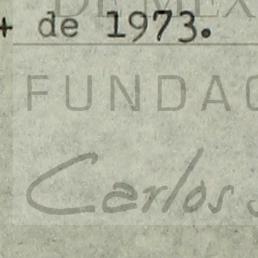 de 1973.
FUNDAC
Carlos